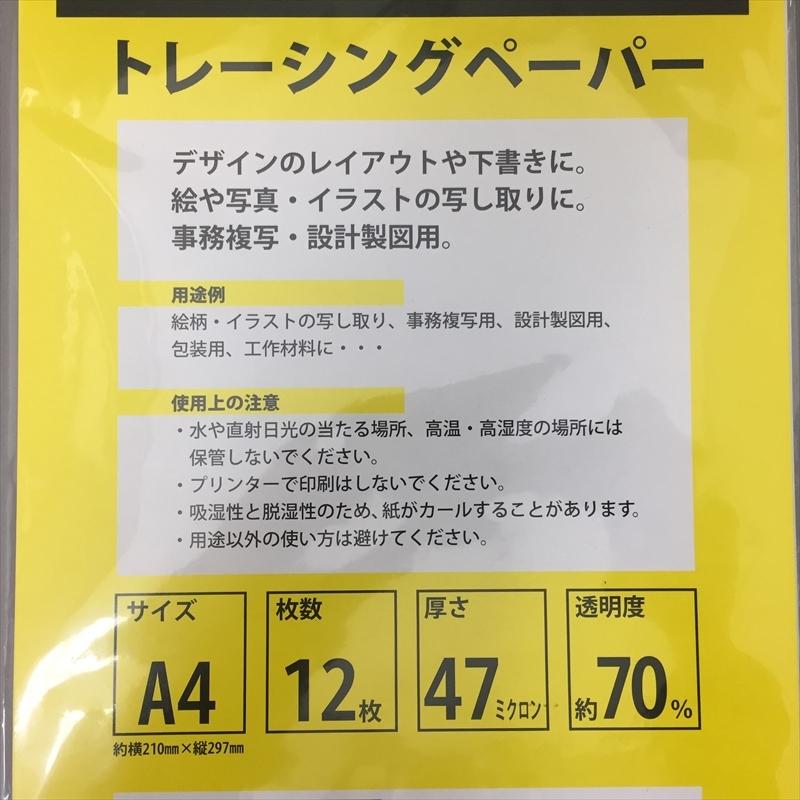 トレーシングペーパー
デザインのレイアウトや下書きに。
絵や写真・イラストの写し取りに。
事務複写・設計製図用。
用途例
絵柄・イラストの写し取り、事務複写用、設計製図用、
包装用、工作材料に・・・
使用上の注意
・水や直射日光の当たる場所、高温・高湿度の場所には
保管しないでください。
・プリンターで印刷はしないでください。
・吸湿性と脱湿性のため、紙がカールすることがあります。
・用途以外の使い方は避けてください。
サイズ 枚数 厚さ 透明度
A4 12枚 47ミクロン 約70%
約横210mm×縦297mm